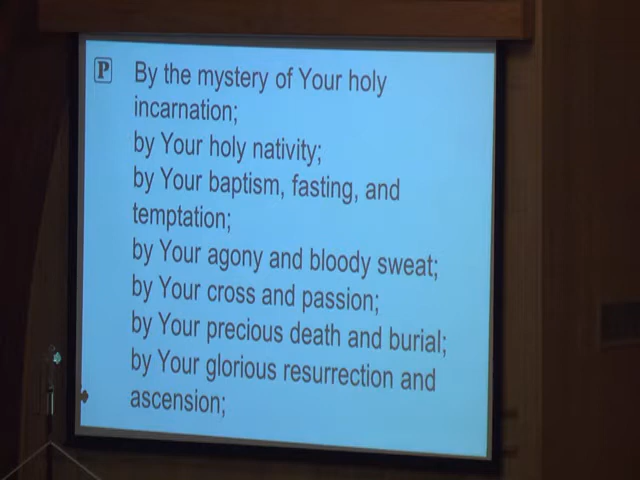 P By the mystery of Your holy
incarnation;
by Your holy nativity;
by Your baptism, fasting, and
temptation;
by Your agony and bloody sweat;
by Your cross and passion;
by Your precious death and burial;
by Your glorious resurrection and
ascension;